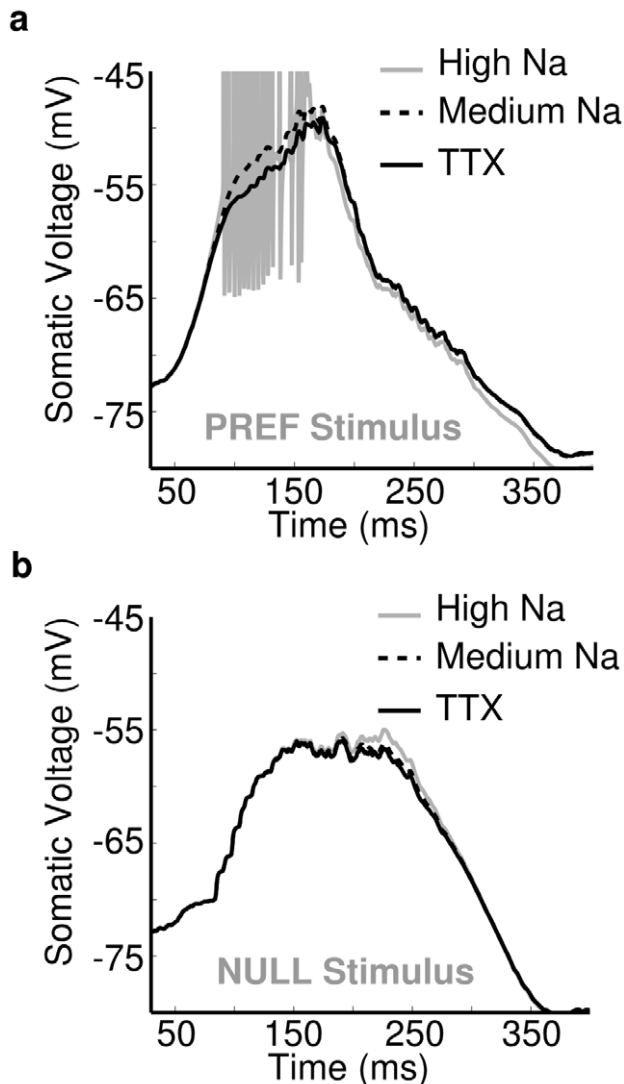 a
Somatic Voltage (mV)
-45
-55
-65
-75
High Na
Medium Na
TTX
PREF Stimulus
50 150 250 350
Time (ms)
b
Somatic Voltage (mV)
-45
-55
-65
-75
High Na
Medium Na
TTX
NULL Stimulus
50 150 250 350
Time (ms)